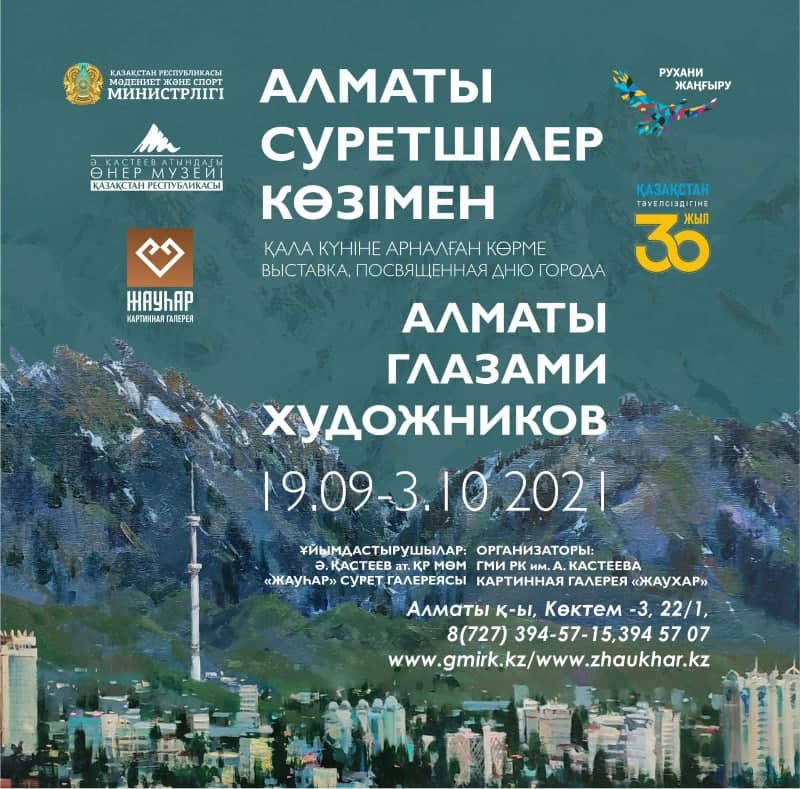 ҚАЗАҚСТАН РЕСПУБЛИКАСЫ
МӘДЕНИЕТ ЖӘНЕ СПОРТ
МИНИСТРЛІГІ
Ә. КАСТЕЕВ АТЫНДАҒЫ
ӨНЕР МУЗЕЙІ
ҚАЗАҚСТАН РЕСПУБЛИКАСЫ
ЖАУҺАР
КАРТИННАЯ ГАЛЕРЕЯ
АЛМАТЫ
СУРЕТШІЛЕР
КӨЗІМЕН
ҚАЛА КҮНІНЕ АРНАЛҒАН КӨРМЕ
ВЫСТАВКА, ПОСВЯЩЕННАЯ ДНЮ ГОРОДА
РУХАНИ
ЖАҢҒЫРУ
ҚАЗАҚСТАН
ТӘУЕЛСІЗДІГІНЕ
30 ЖЫЛ
АЛМАТЫ
ГЛАЗАМИ
ХУДОЖНИКОВ
19.09-3.10 2021
ҰЙЫМДАСТЫРУШЫЛАР:
Ә. ҚАСТЕЕВ ат. ҚР МӨМ
«ЖАУҺАР» СУРЕТ ГАЛЕРЕЯСЫ
ОРГАНИЗАТОРЫ:
ГМИ РК им. А. КАСТЕЕВА
КАРТИННАЯ ГАЛЕРЕЯ «ЖАУХАР»
Алматы қ-ы, Көктем -3, 22/1,
8(727) 394-57-15,394 57 07
www.gmirk.kz/www.zhaukhar.kz